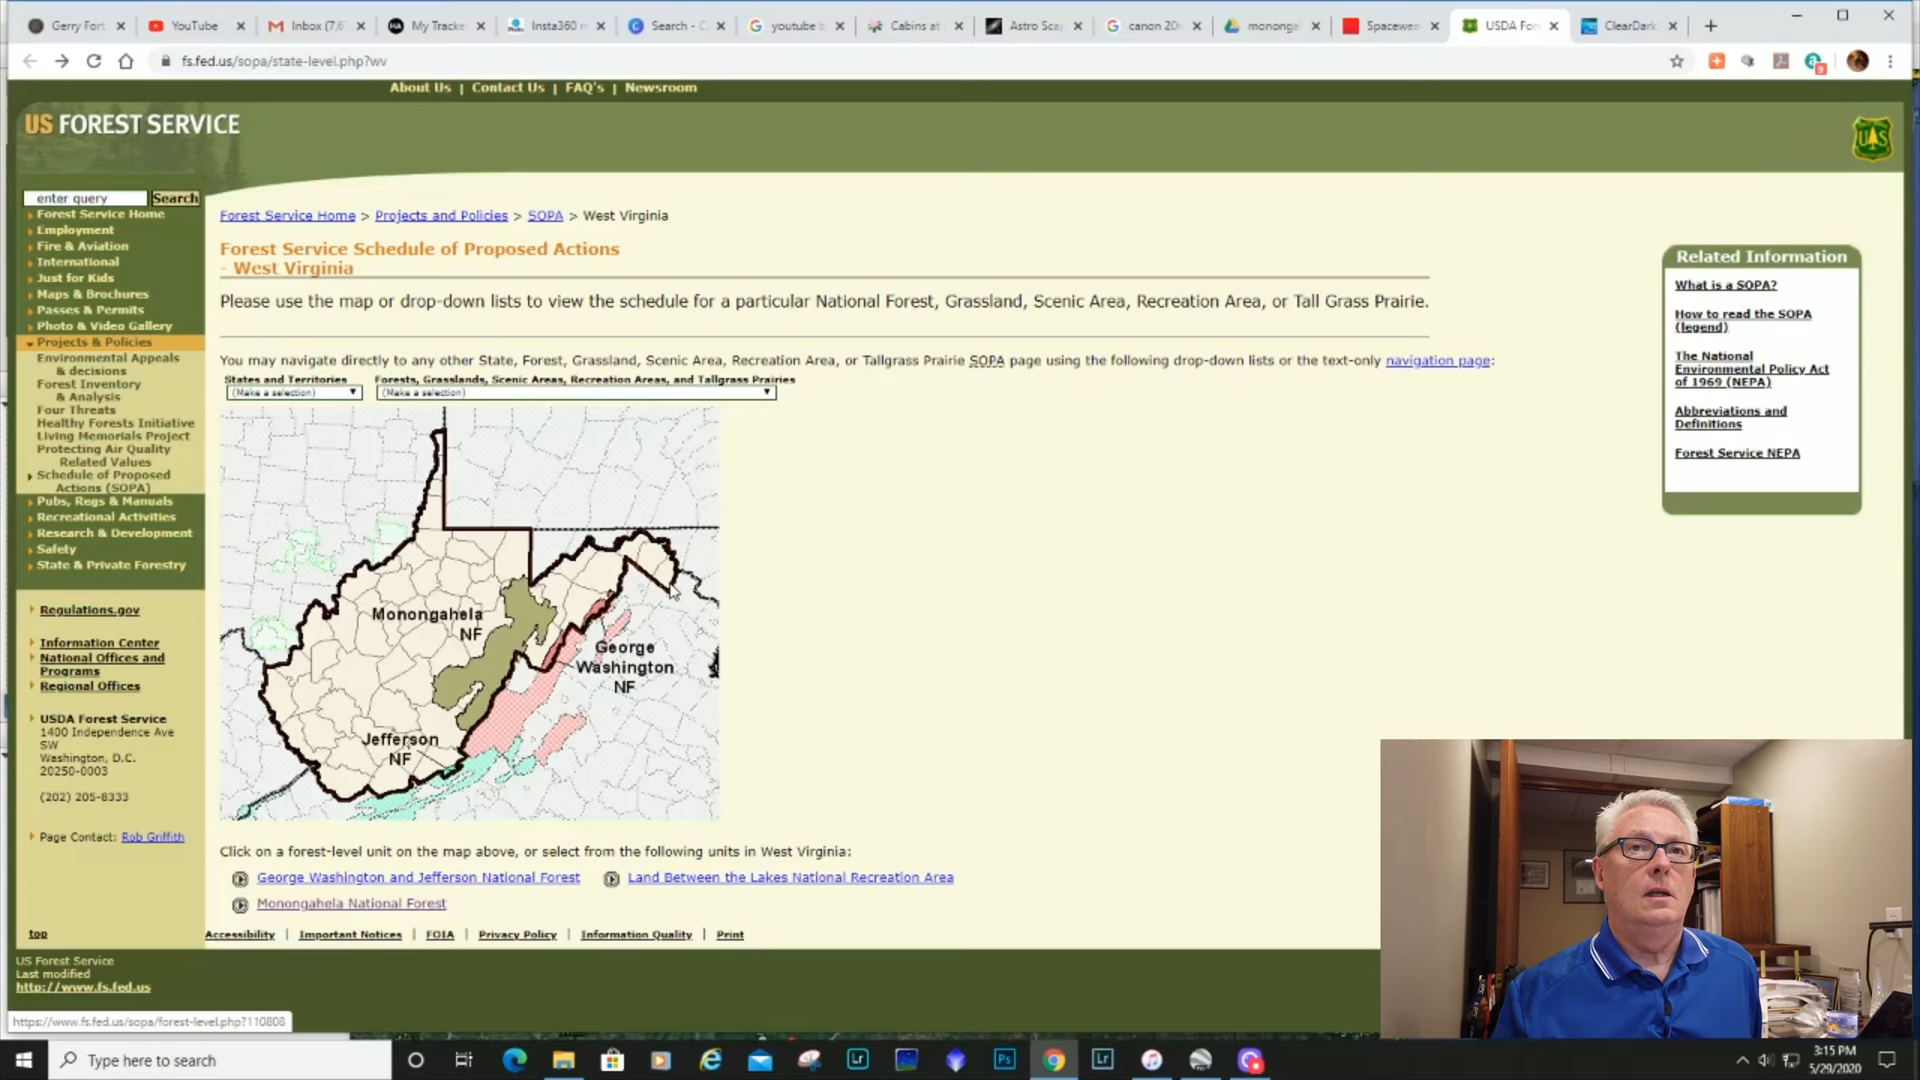 Gerry Fort
YouTube
Inbox (7,6
My Tracke
Insta360 r
Search - C
youtube b
Cabins at
Astro Scap
canon 20
mononga
Spacewea
USDA For
ClearDark
fs.fed.us/sopa/state-level.php?wv
About Us | Contact Us | FAQ's | Newsroom
US FOREST SERVICE
enter query Search
Forest Service Home
Employment
Fire & Aviation
International
Just for Kids
Maps & Brochures
Passes & Permits
Photo & Video Gallery
Projects & Policies
Environmental Appeals
& decisions
Forest Inventory
& Analysis
Four Threats
Healthy Forests Initiative
Living Memorials Project
Protecting Air Quality
Related Values
Schedule of Proposed
Actions (SOPA)
Pubs, Regs & Manuals
Recreational Activities
Research & Development
Safety
State & Private Forestry
Regulations.gov
Information Center
National Offices and
Programs
Regional Offices
USDA Forest Service
1400 Independence Ave
SW
Washington, D.C.
20250-0003
(202) 205-8333
Page Contact: Rob Griffith
top
Forest Service Home > Projects and Policies > SOPA > West Virginia
Forest Service Schedule of Proposed Actions
- West Virginia
Please use the map or drop-down lists to view the schedule for a particular National Forest, Grassland, Scenic Area, Recreation Area, or Tall Grass Prairie.
You may navigate directly to any other State, Forest, Grassland, Scenic Area, Recreation Area, or Tallgrass Prairie SOPA page using the following drop-down lists or the text-only navigation page:
States and Territories Forests, Grasslands, Scenic Areas, Recreation Areas, and Tallgrass Prairies
(Make a selection) (Make a selection)
Monongahela
NF
George
Washington
NF
Jefferson
NF
Click on a forest-level unit on the map above, or select from the following units in West Virginia:
George Washington and Jefferson National Forest Land Between the Lakes National Recreation Area
Monongahela National Forest
Accessibility | Important Notices | FOIA | Privacy Policy | Information Quality | Print
Related Information
What is a SOPA?
How to read the SOPA
(legend)
The National
Environmental Policy Act
of 1969 (NEPA)
Abbreviations and
Definitions
Forest Service NEPA
US Forest Service
Last modified
http://www.fs.fed.us
https://www.fs.fed.us/sopa/forest-level.php?110808
Type here to search
Lr
Ps
Lr
3:15 PM
5/29/2020